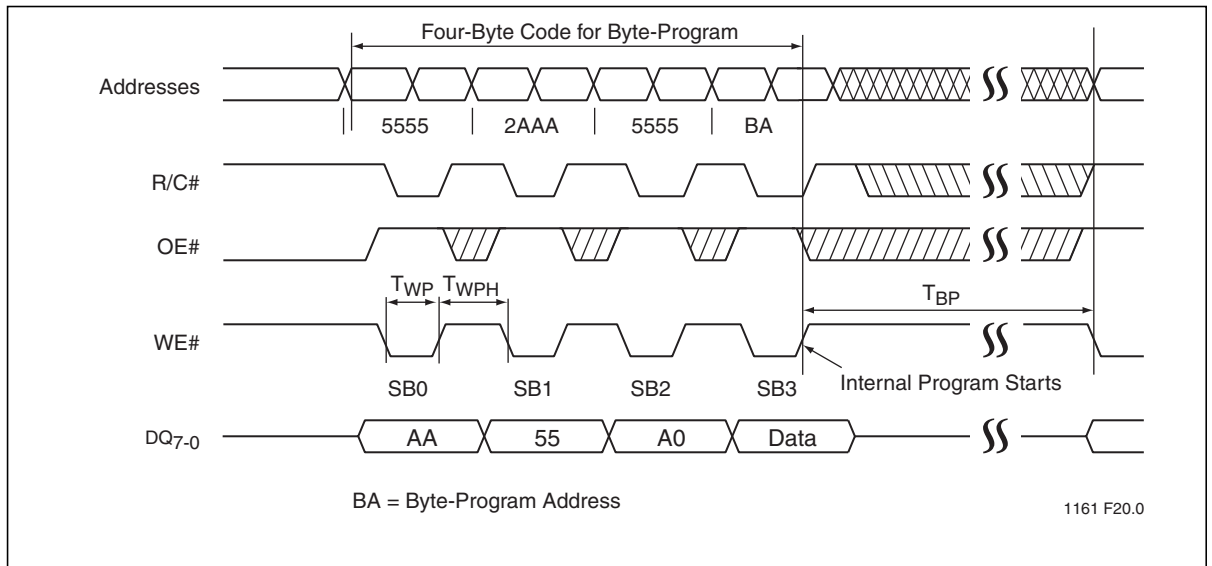 Four-Byte Code for Byte-Program
Addresses
5555 2AAA 5555 BA
R/C#
OE#
TWP TWPH TBP
WE#
Internal Program Starts
SB0 SB1 SB2 SB3
DQ7-0 AA 55 A0 Data
BA = Byte-Program Address
1161 F20.0